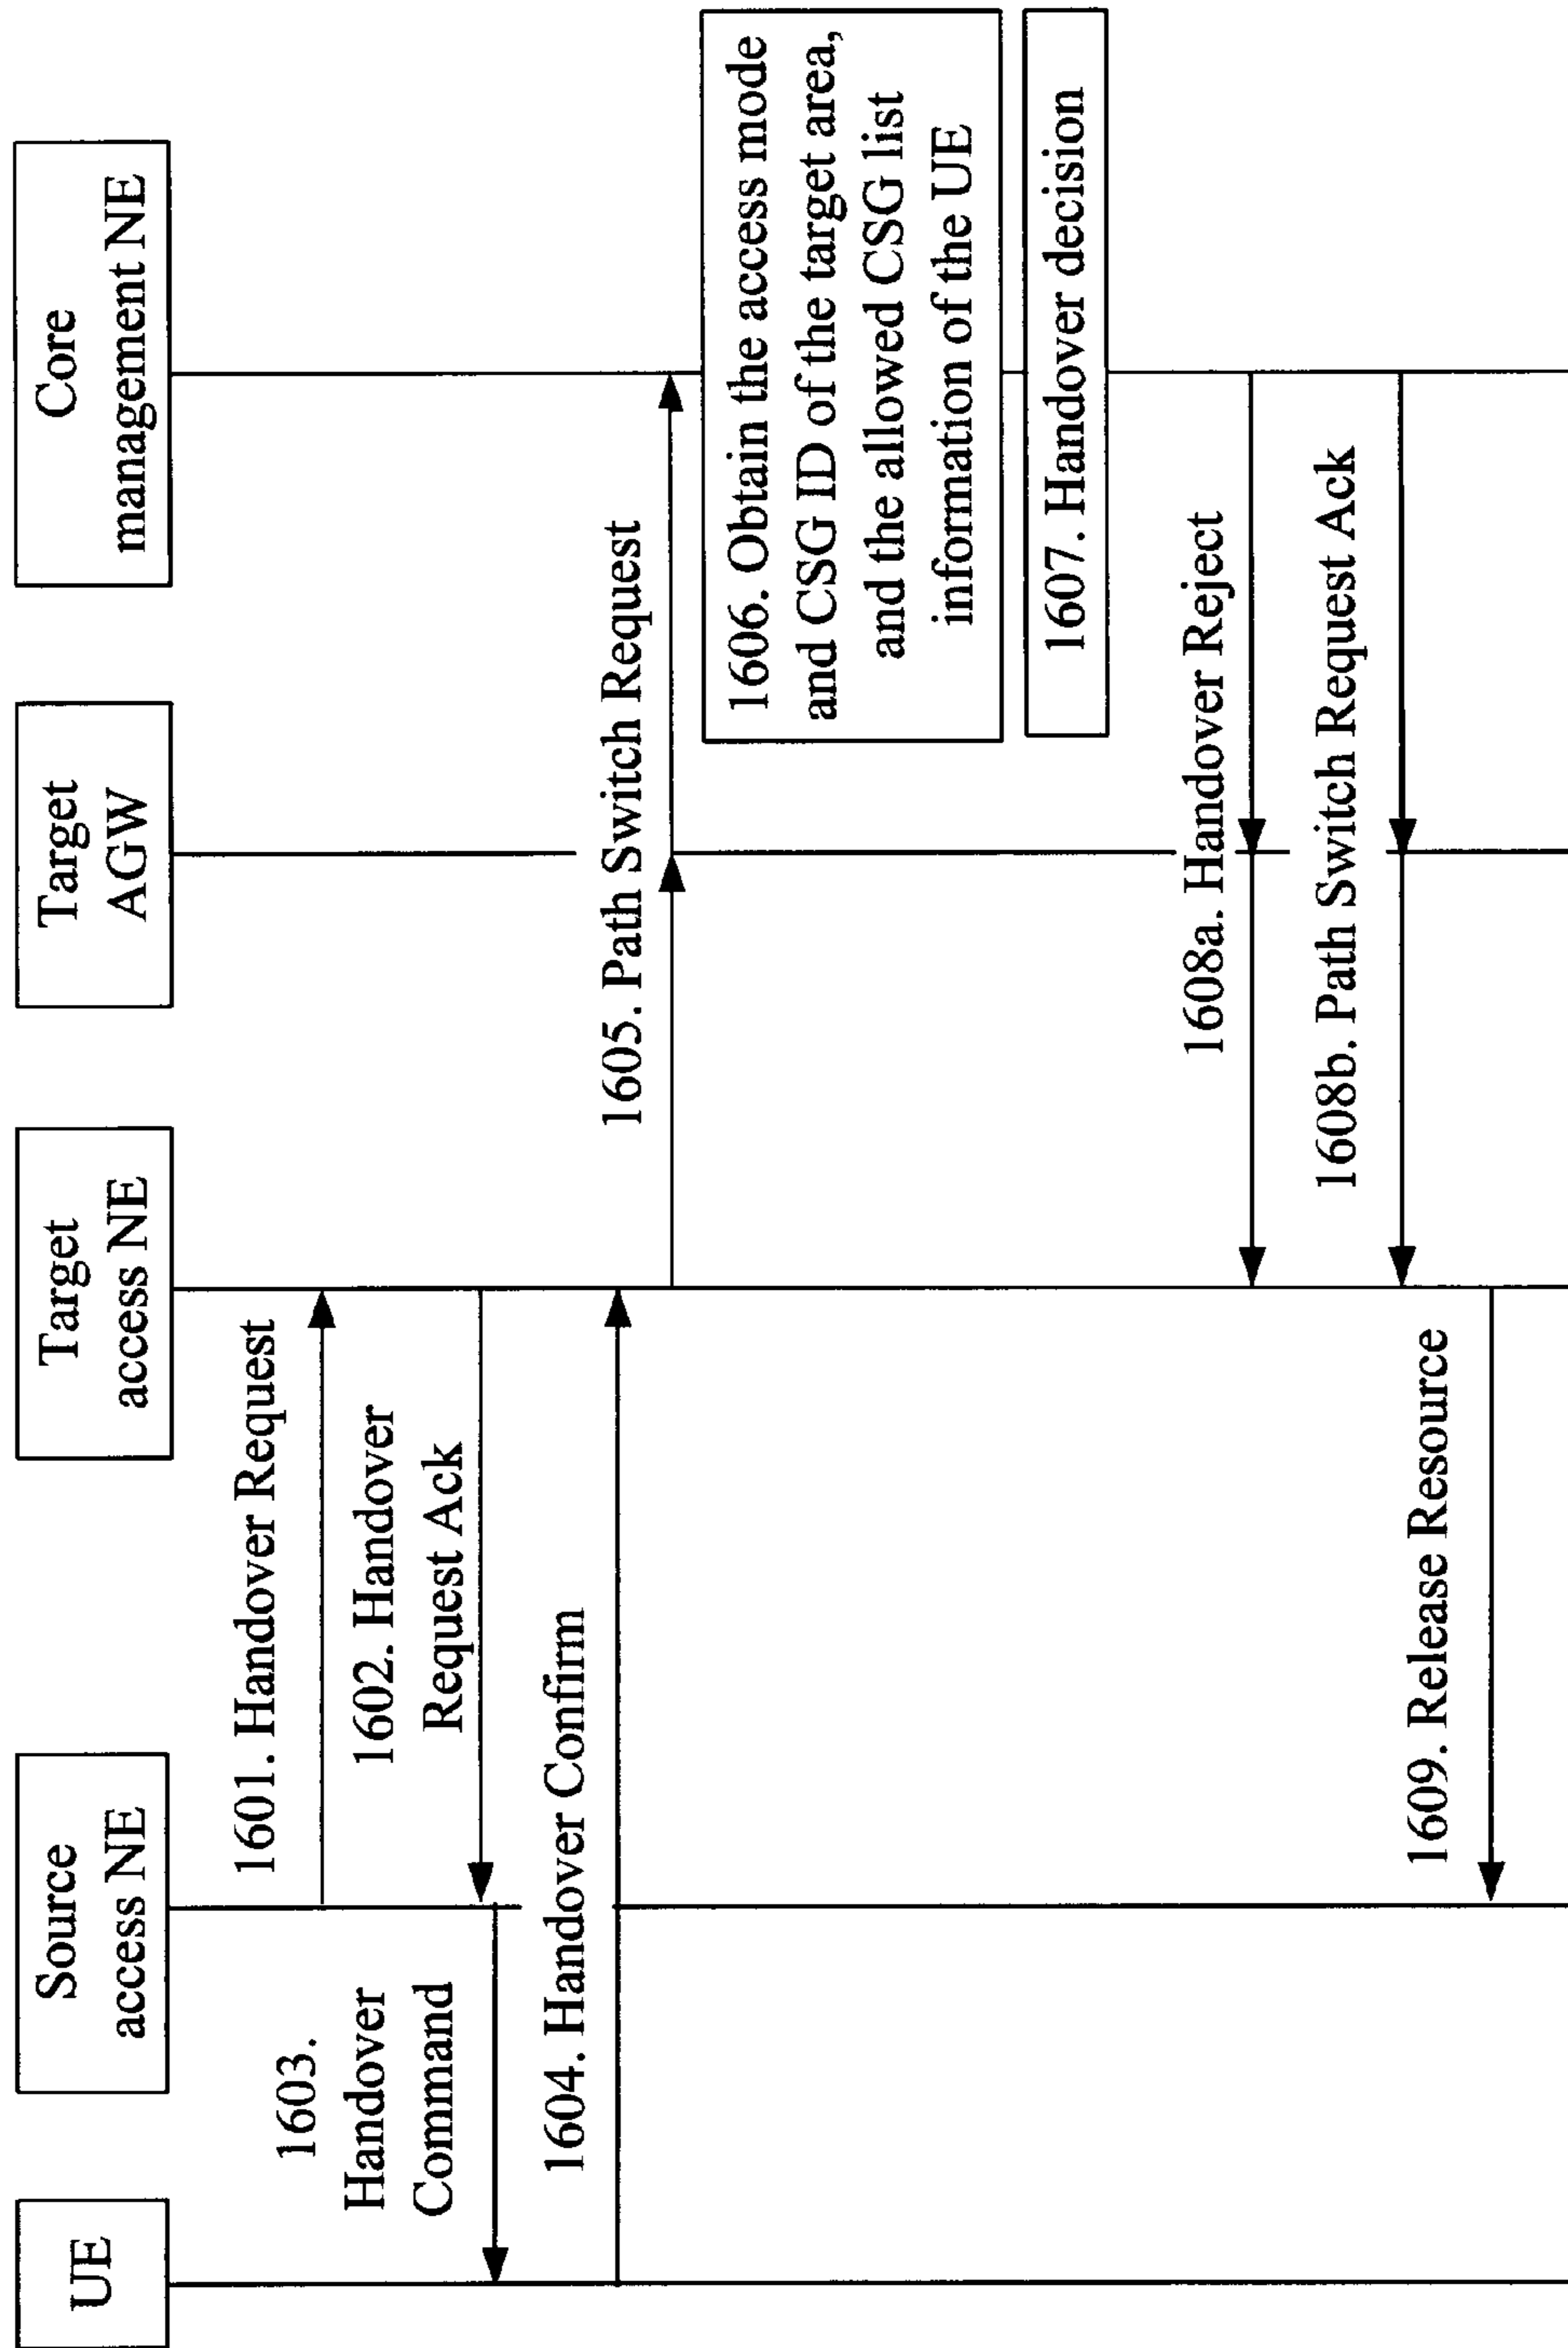 UE
Source
access NE
Target
access NE
Target
AGW
Core
management NE
1601. Handover Request
1602. Handover
Request Ack
1603.
Handover
Command
1604. Handover Confirm
1605. Path Switch Request
1606. Obtain the access mode
and CSG ID of the target area,
and the allowed CSG list
information of the UE
1607. Handover decision
1608a. Handover Reject
1608b. Path Switch Request Ack
1609. Release Resource